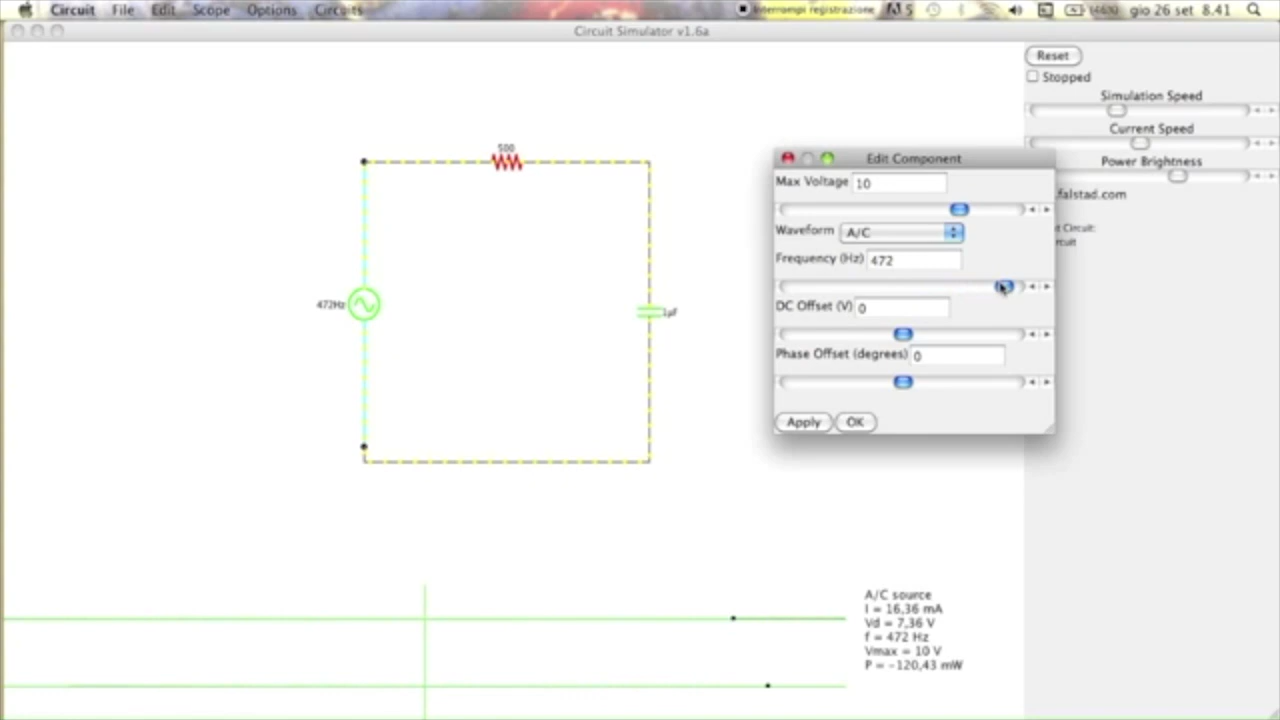 Circuit File Edit Scope Options Circuits Interrompi registrazione 5 gio 26 set 8.41
Circuit Simulator v1.6a
Reset
Stopped
Simulation Speed
Current Speed
Power Brightness
.falstad.com
t Circuit:
rcuit
500
472Hz
1μF
Edit Component
Max Voltage 10
Waveform A/C
Frequency (Hz) 472
DC Offset (V) 0
Phase Offset (degrees) 0
Apply OK
A/C source
I = 16,36 mA
Vd = 7,36 V
f = 472 Hz
Vmax = 10 V
P = -120,43 mW